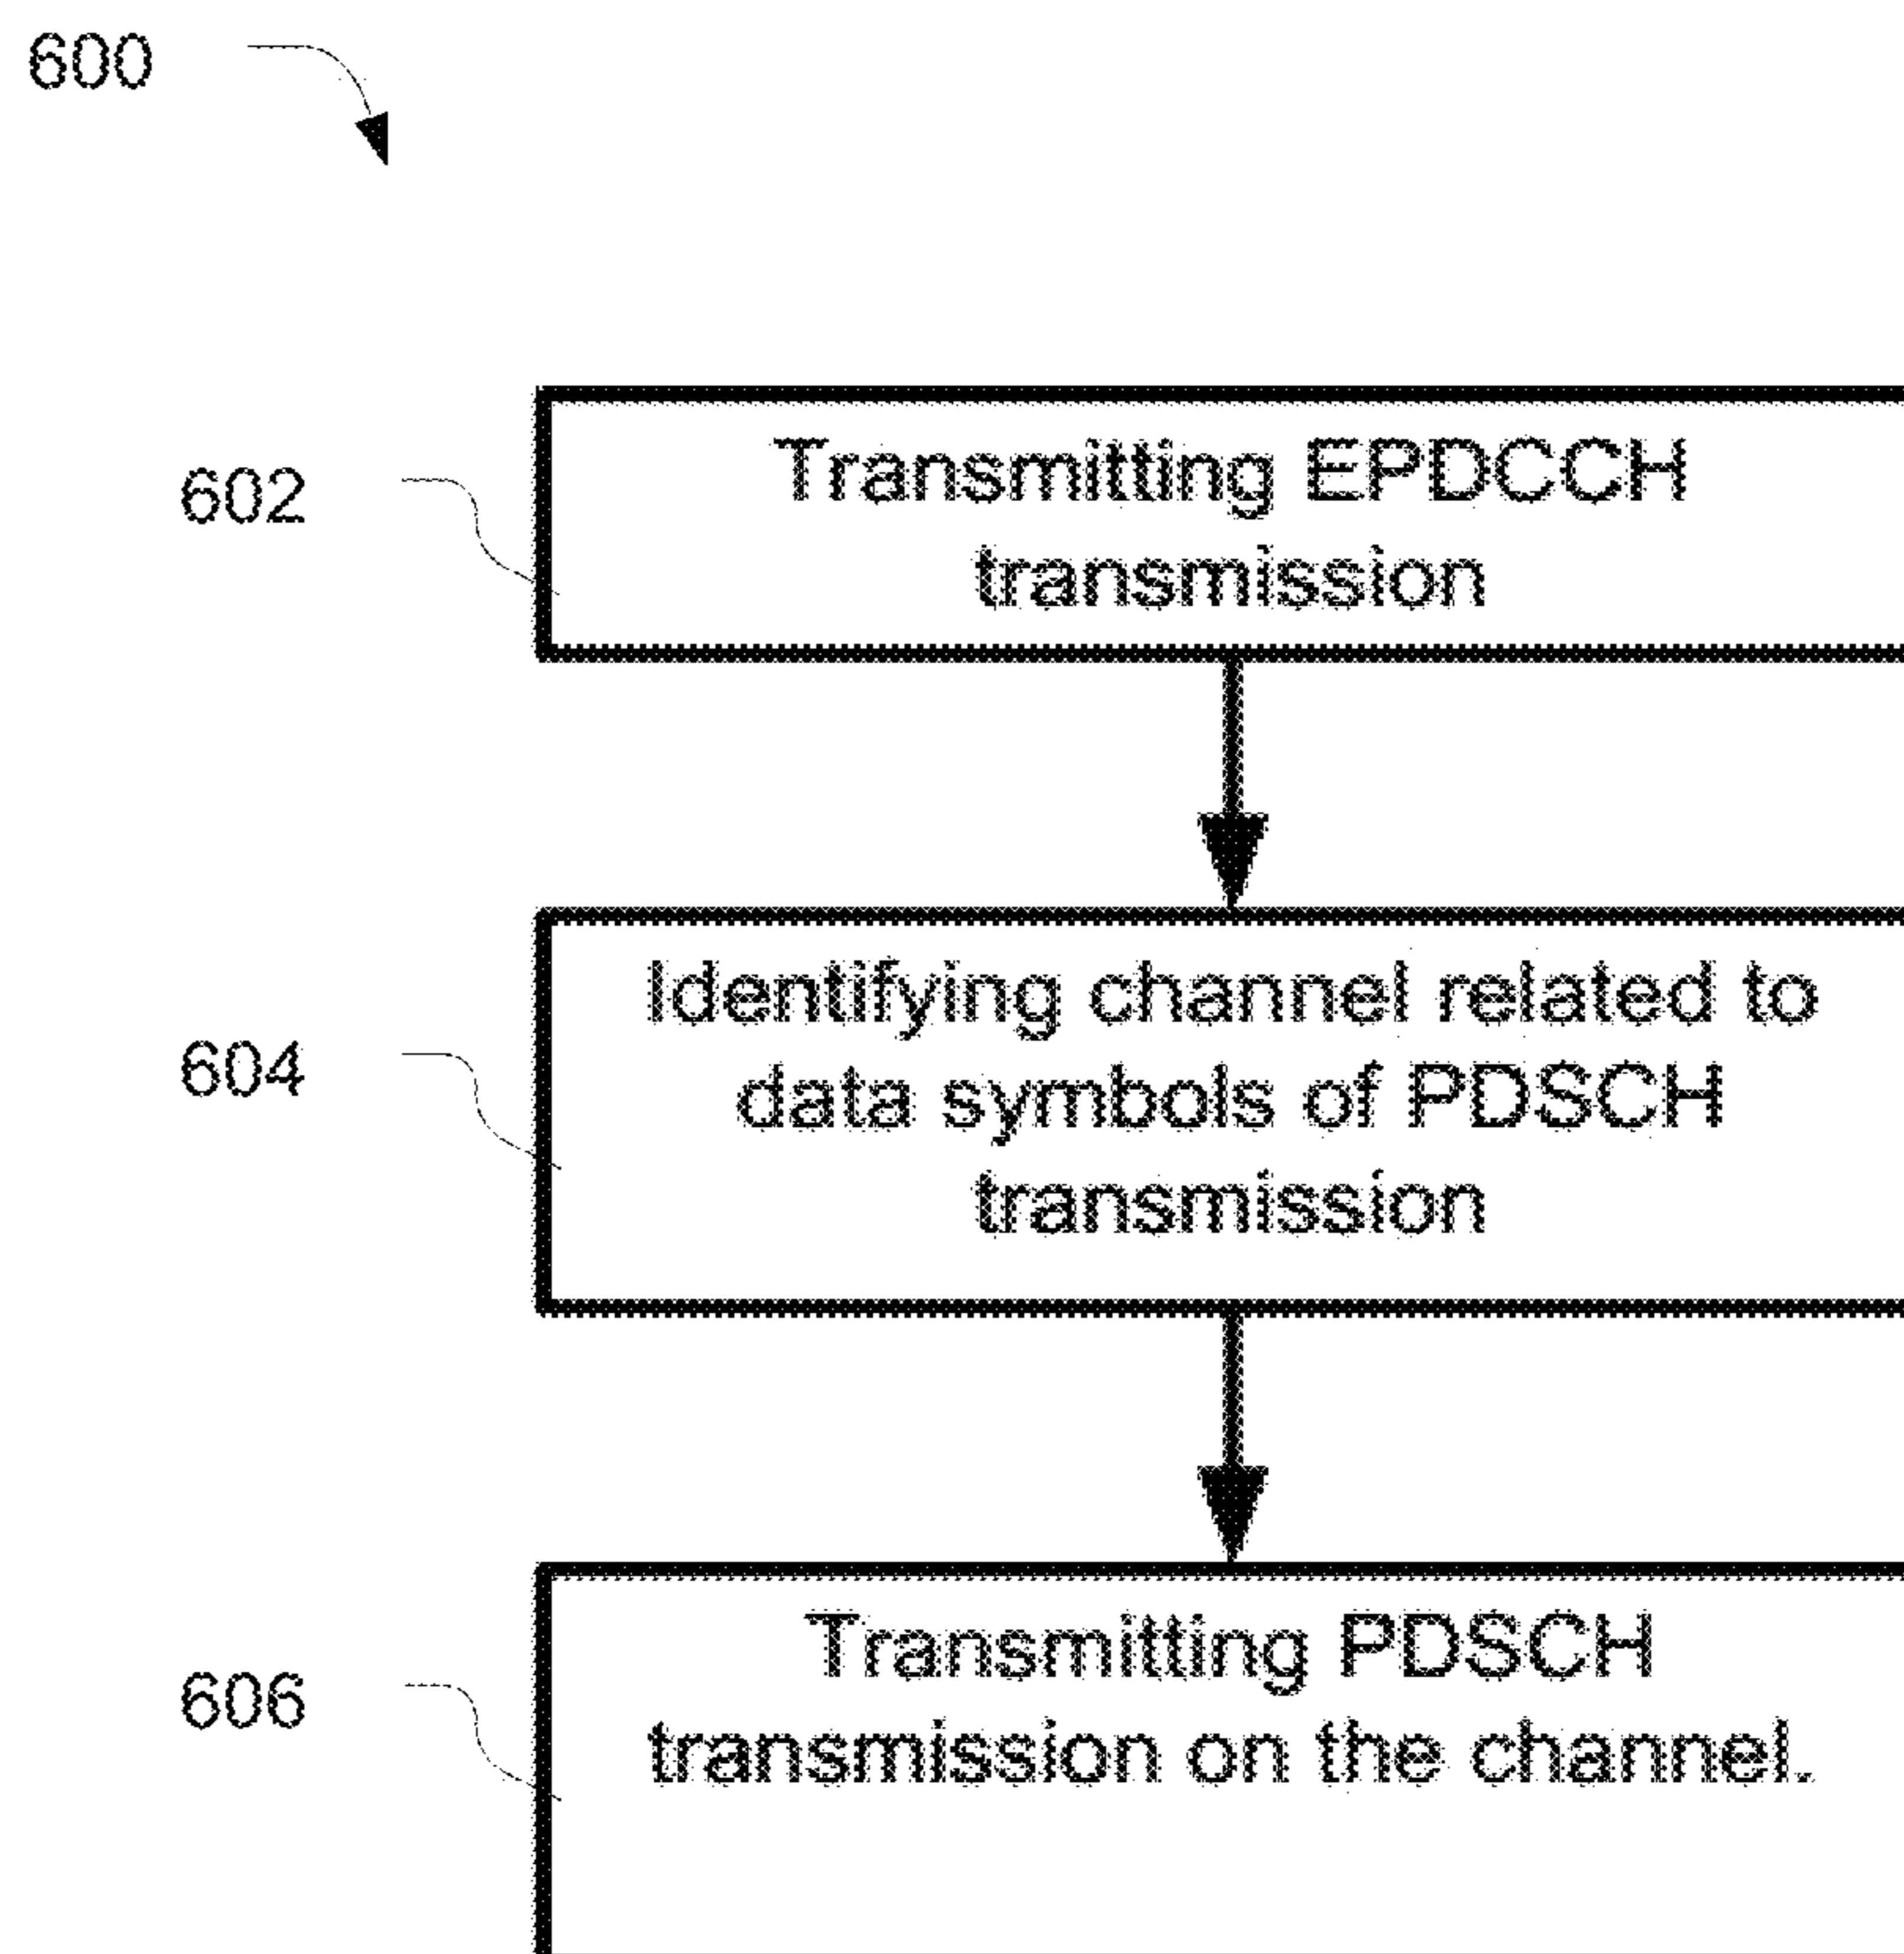 600
602
Transmitting EPDCCH
transmission
604
Identifying channel related to
data symbols of PDSCH
transmission
606
Transmitting PDSCH
transmission on the channel.